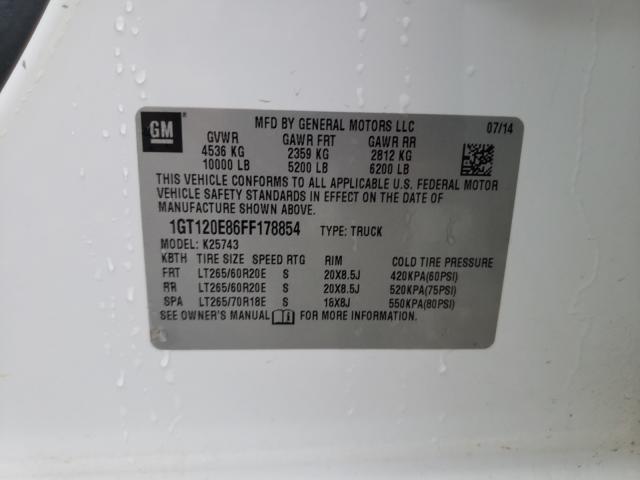 GM
MFD BY GENERAL MOTORS LLC 07/14
GVWR GAWR FRT GAWR RR
4536 KG 2359 KG 2812 KG
10000 LB 5200 LB 6200 LB
THIS VEHICLE CONFORMS TO ALL APPLICABLE U.S. FEDERAL MOTOR
VEHICLE SAFETY STANDARDS IN EFFECT ON THE DATE OF
MANUFACTURE SHOWN ABOVE.
1GT120E86FF178854 TYPE: TRUCK
MODEL: K25743
KBTH TIRE SIZE SPEED RTG RIM COLD TIRE PRESSURE
FRT LT265/60R20E S 20X8.5J 420KPA(60PSI)
RR LT265/60R20E S 20X8.5J 520KPA(75PSI)
SPA LT265/70R18E S 18X8J 550KPA(80PSI)
SEE OWNER'S MANUAL FOR MORE INFORMATION.